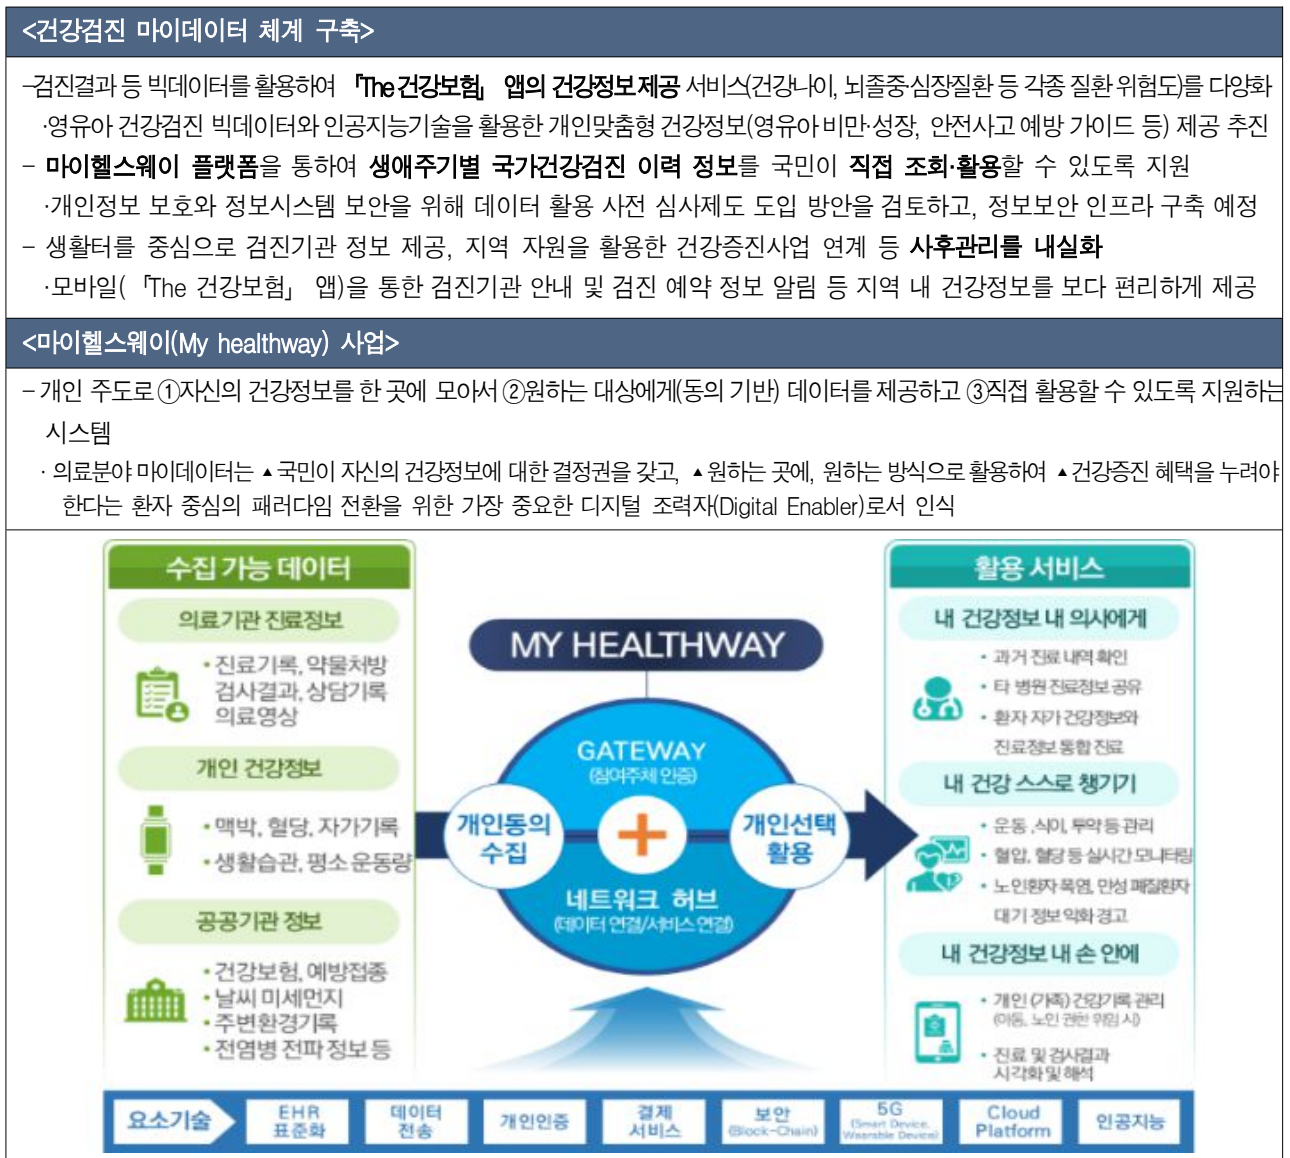 <건강검진 마이데이터 체계 구축>
-검진결과 등 빅데이터를 활용하여 「The건강보험」 앱의 건강정보제공 서비스(건강나이, 뇌졸중·심장질환 등 각종 질환 위험도)를 다양화
·영유아 건강검진 빅데이터와 인공지능기술을 활용한 개인맞춤형 건강정보(영유아 비만·성장, 안전사고 예방 가이드 등) 제공 추진
- 마이헬스웨이 플랫폼을 통하여 생애주기별 국가건강검진 이력 정보를 국민이 직접 조회·활용할 수 있도록 지원
·개인정보 보호와 정보시스템 보안을 위해 데이터 활용 사전 심사제도 도입 방안을 검토하고, 정보보안 인프라 구축 예정
- 생활터를 중심으로 검진기관 정보 제공, 지역 자원을 활용한 건강증진사업 연계 등 사후관리를 내실화
·모바일(「The 건강보험」 앱)을 통한 검진기관 안내 및 검진 예약 정보 알림 등 지역 내 건강정보를 보다 편리하게 제공
<마이헬스웨이(My healthway) 사업>
- 개인 주도로 ①자신의 건강정보를 한 곳에 모아서 ②원하는 대상에게(동의 기반) 데이터를 제공하고 ③직접 활용할 수 있도록 지원하는
시스템
· 의료분야 마이데이터는 ▲국민이 자신의 건강정보에 대한 결정권을 갖고, ▲원하는 곳에, 원하는 방식으로 활용하여 ▲건강증진 혜택을 누려야
한다는 환자 중심의 패러다임 전환을 위한 가장 중요한 디지털 조력자(Digital Enabler)로서 인식
수집 가능 데이터
의료기관 진료정보
• 진료기록, 약물처방
검사결과, 상담기록
의료영상
개인 건강정보
• 맥박, 혈당, 자가기록
• 생활습관, 평소 운동량
공공기관 정보
• 건강보험, 예방접종
• 날씨 미세먼지
• 주변환경기록
• 전염병 전파 정보 등
MY HEALTHWAY
GATEWAY
(참여주체 인증)
개인동의
수집
개인선택
활용
네트워크 허브
(데이터 연결/서비스 연결)
활용 서비스
내 건강정보 내 의사에게
• 과거 진료 내역 확인
• 타 병원 진료정보 공유
• 환자 자가 건강정보와
진료정보 통합 진료
내 건강 스스로 챙기기
• 운동 ,식이, 투약 등 관리
• 혈압, 혈당 등 실시간 모니터링
• 노인환자 폭염, 만성 폐질환자
대기 정보 악화 경고
내 건강정보 내 손 안에
• 개인 (가족) 건강기록 관리
(아동, 노인 권한 위임 시)
• 진료 및 검사결과
시각화 및 해석
요소기술
EHR
표준화
데이터
전송
개인인증
결제
서비스
보안
(Block-Chain)
5G
(Smart Device,
Wearable Device)
Cloud
Platform
인공지능